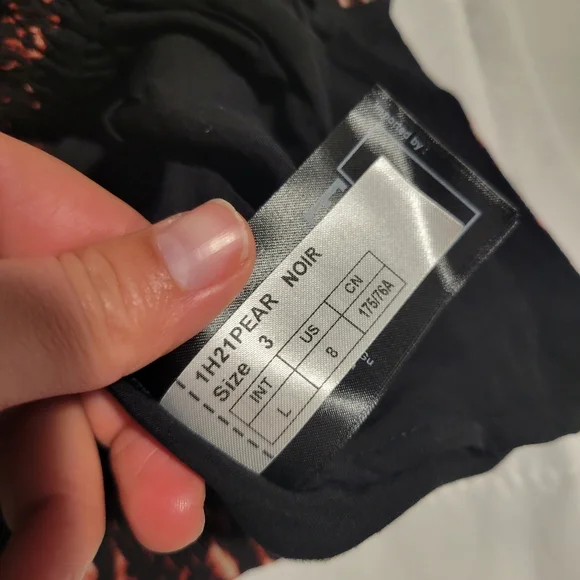 1H21PEAR NOIR
Size 3
INT US CN
L 8 175/76A